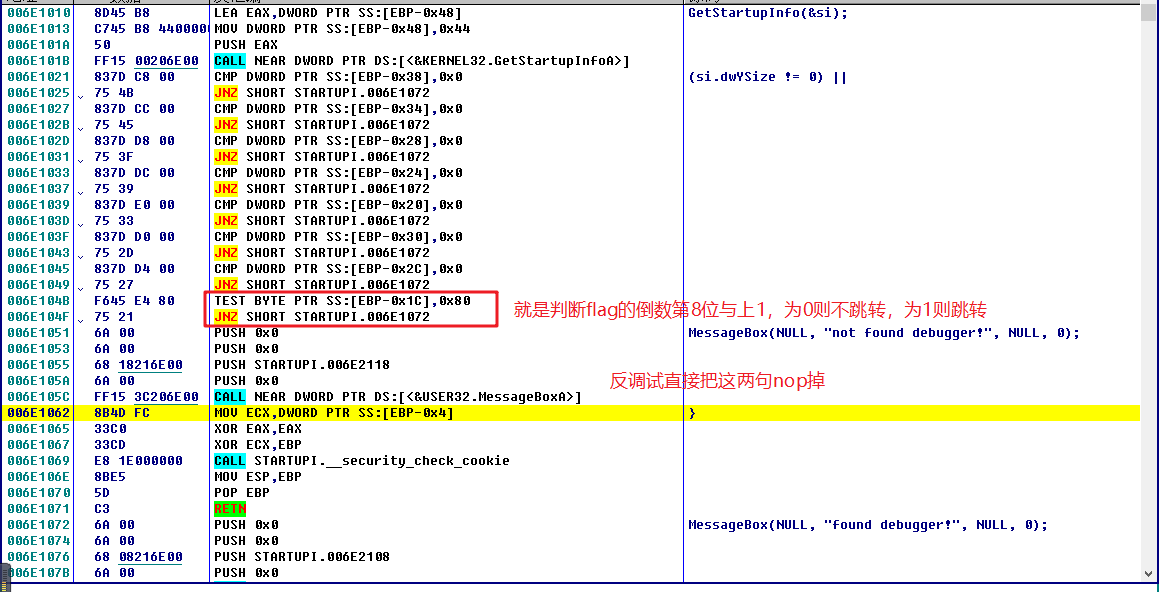 006E1010 8D45 B8 LEA EAX,DWORD PTR SS:[EBP-0x48] GetStartupInfo(&si);
006E1013 C745 B8 4400000 MOV DWORD PTR SS:[EBP-0x48],0x44
006E101A 50 PUSH EAX
006E101B FF15 00206E00 CALL NEAR DWORD PTR DS:[<&KERNEL32.GetStartupInfoA>]
006E1021 837D C8 00 CMP DWORD PTR SS:[EBP-0x38],0x0 (si.dwYSize != 0) ||
006E1025 75 4B JNZ SHORT STARTUPI.006E1072
006E1027 837D CC 00 CMP DWORD PTR SS:[EBP-0x34],0x0
006E102B 75 45 JNZ SHORT STARTUPI.006E1072
006E102D 837D D8 00 CMP DWORD PTR SS:[EBP-0x28],0x0
006E1031 75 3F JNZ SHORT STARTUPI.006E1072
006E1033 837D DC 00 CMP DWORD PTR SS:[EBP-0x24],0x0
006E1037 75 39 JNZ SHORT STARTUPI.006E1072
006E1039 837D E0 00 CMP DWORD PTR SS:[EBP-0x20],0x0
006E103D 75 33 JNZ SHORT STARTUPI.006E1072
006E103F 837D D0 00 CMP DWORD PTR SS:[EBP-0x30],0x0
006E1043 75 2D JNZ SHORT STARTUPI.006E1072
006E1045 837D D4 00 CMP DWORD PTR SS:[EBP-0x2C],0x0
006E1049 75 27 JNZ SHORT STARTUPI.006E1072
006E104B F645 E4 80 TEST BYTE PTR SS:[EBP-0x1C],0x80
就是判断flag的倒数第8位与上1，为0则不跳转，为1则跳转
006E104F 75 21 JNZ SHORT STARTUPI.006E1072
006E1051 6A 00 PUSH 0x0 MessageBox(NULL, "not found debugger!", NULL, 0);
006E1053 6A 00 PUSH 0x0
006E1055 68 18216E00 PUSH STARTUPI.006E2118
006E105A 6A 00 PUSH 0x0
反调试直接把这两句nop掉
006E105C FF15 3C206E00 CALL NEAR DWORD PTR DS:[<&USER32.MessageBoxA>]
006E1062 8B4D FC MOV ECX,DWORD PTR SS:[EBP-0x4] }
006E1065 33C0 XOR EAX,EAX
006E1067 33CD XOR ECX,EBP
006E1069 E8 1E000000 CALL STARTUPI.__security_check_cookie
006E106E 8BE5 MOV ESP,EBP
006E1070 5D POP EBP
006E1071 C3 RETN
006E1072 6A 00 PUSH 0x0 MessageBox(NULL, "found debugger!", NULL, 0);
006E1074 6A 00 PUSH 0x0
006E1076 68 08216E00 PUSH STARTUPI.006E2108
006E107B 6A 00 PUSH 0x0